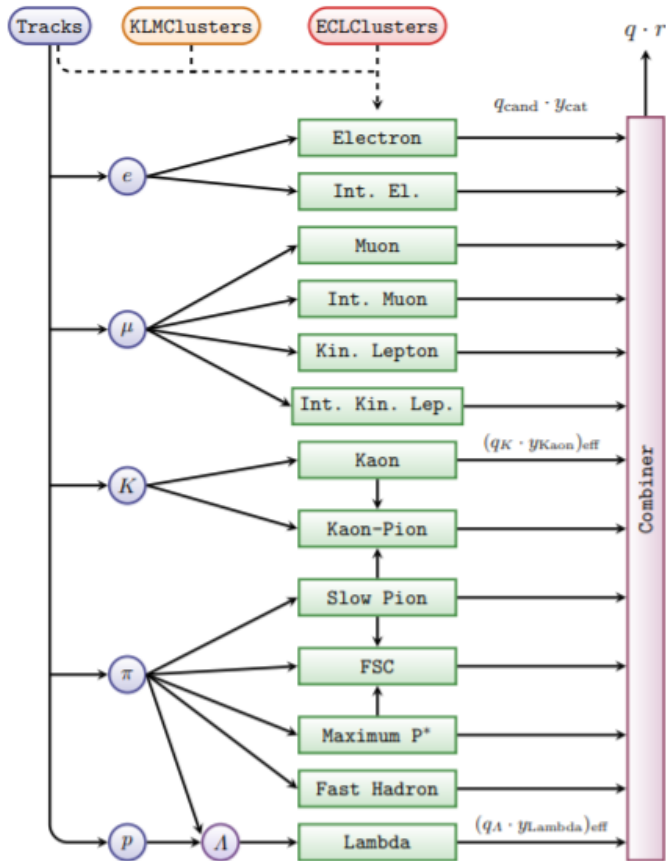 Tracks KLMClusters ECLClusters q · r
q_cand · y_cat
Electron
e
Int. El.
Muon
Int. Muon
μ
Kin. Lepton
Int. Kin. Lep.
Kaon (q_K · y_Kaon)_eff
K
Kaon-Pion
Combiner
Slow Pion
π FSC
Maximum P*
Fast Hadron
(q_Λ · y_Lambda)_eff
p Λ Lambda